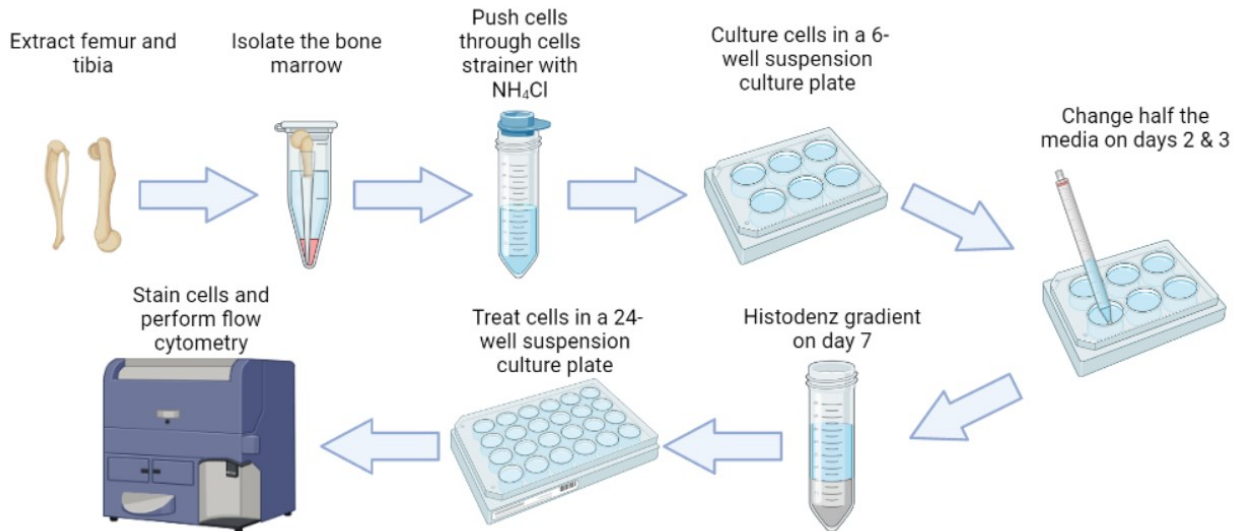 Extract femur and
tibia
Isolate the bone
marrow
Push cells
through cells
strainer with
NH₄Cl
Culture cells in a 6-
well suspension
culture plate
Change half the
media on days 2 & 3
Histodenz gradient
on day 7
Treat cells in a 24-
well suspension
culture plate
Stain cells and
perform flow
cytometry